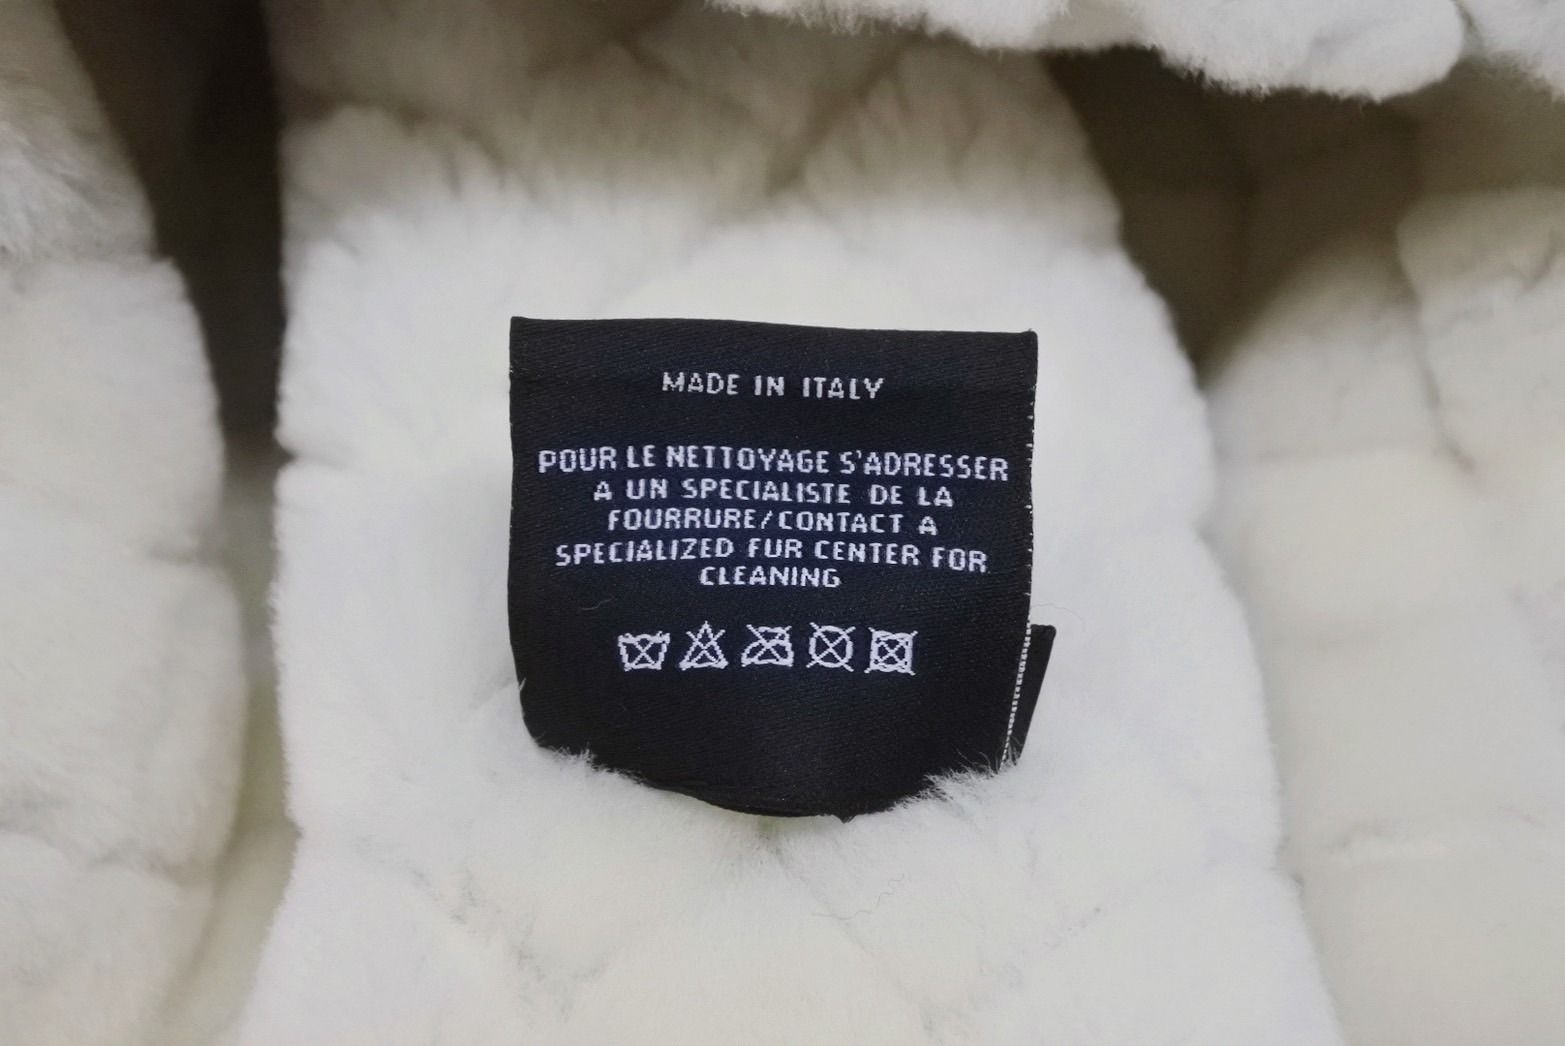 MADE IN ITALY
POUR LE NETTOYAGE S'ADRESSER
A UN SPECIALISTE DE LA
FOURRURE/CONTACT A
SPECIALIZED FUR CENTER FOR
CLEANING